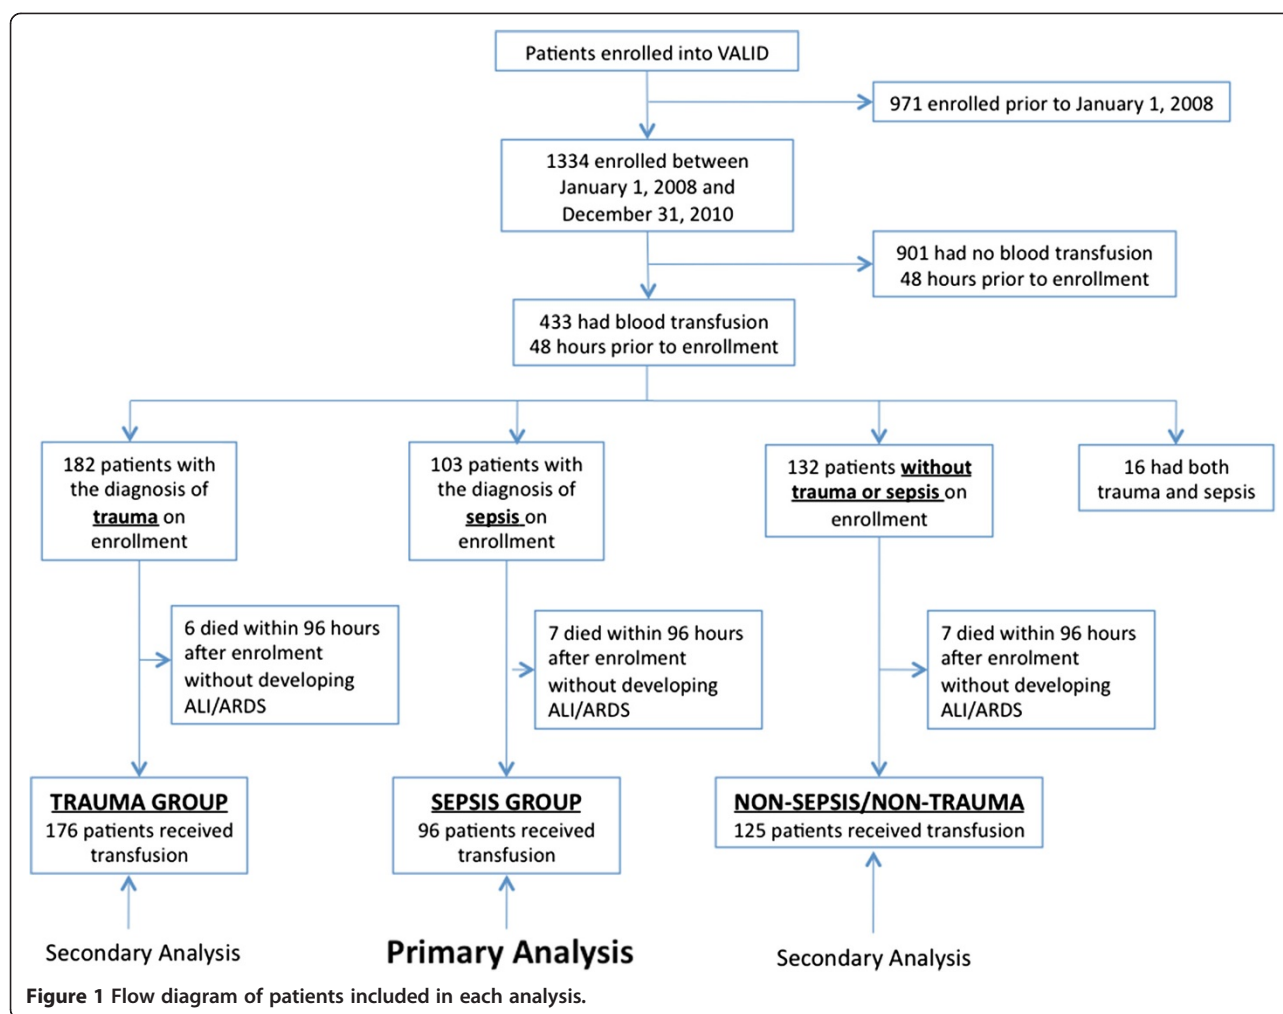 Patients enrolled into VALID
971 enrolled prior to January 1, 2008
1334 enrolled between
January 1, 2008 and
December 31, 2010
901 had no blood transfusion
48 hours prior to enrollment
433 had blood transfusion
48 hours prior to enrollment
182 patients with
the diagnosis of
trauma on
enrollment
103 patients with
the diagnosis of
sepsis on
enrollment
132 patients without
trauma or sepsis on
enrollment
16 had both
trauma and sepsis
6 died within 96 hours
after enrolment
without developing
ALI/ARDS
7 died within 96 hours
after enrolment
without developing
ALI/ARDS
7 died within 96 hours
after enrolment
without developing
ALI/ARDS
TRAUMA GROUP
176 patients received
transfusion
SEPSIS GROUP
96 patients received
transfusion
NON-SEPSIS/NON-TRAUMA
125 patients received transfusion
Secondary Analysis
Primary Analysis
Secondary Analysis
Figure 1 Flow diagram of patients included in each analysis.